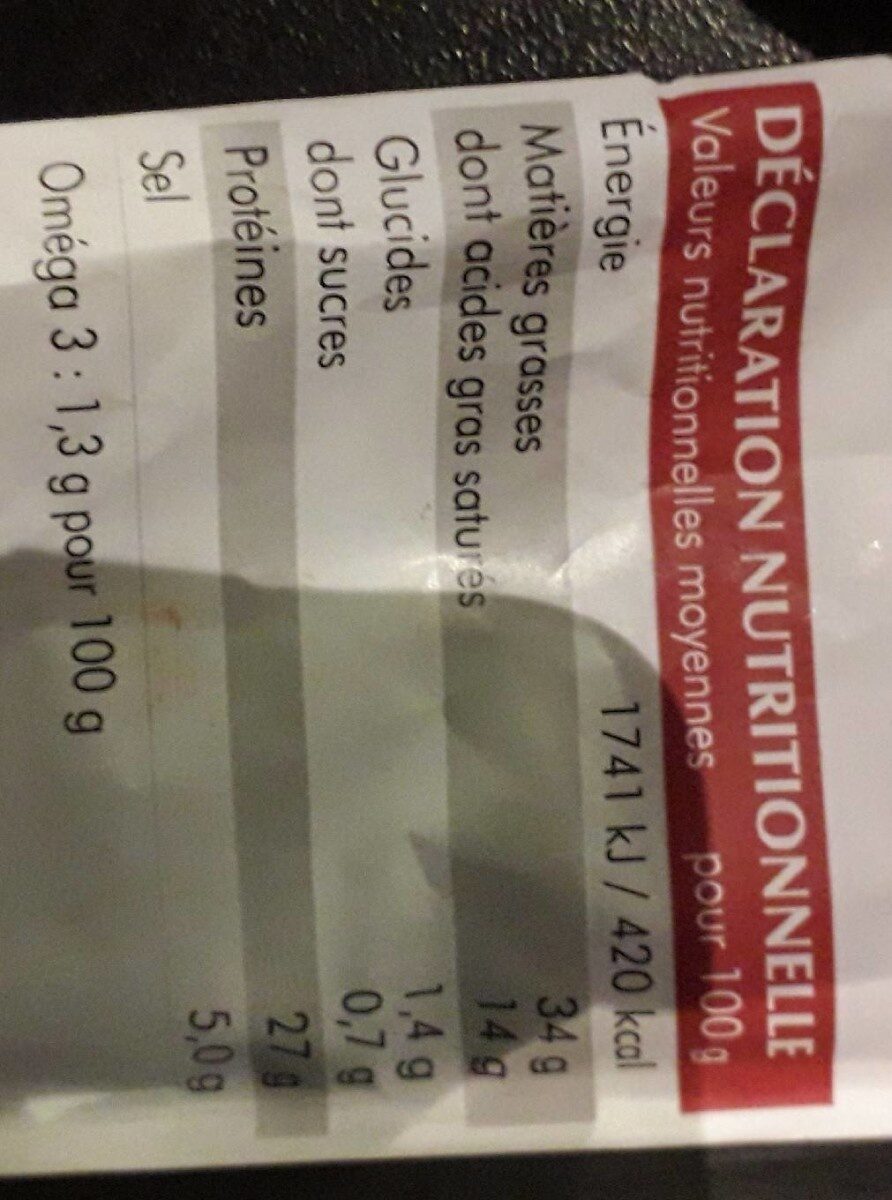 DÉCLARATION NUTRITIONNELLE
Valeurs nutritionnelles moyennes pour 100 g
Énergie 1741 kJ / 420 kcal
Matières grasses 34 g
dont acides gras saturés 14 g
Glucides 1,4 g
dont sucres 0,7 g
Protéines 27 g
Sel 5,0 g
Oméga 3 : 1,3 g pour 100 g